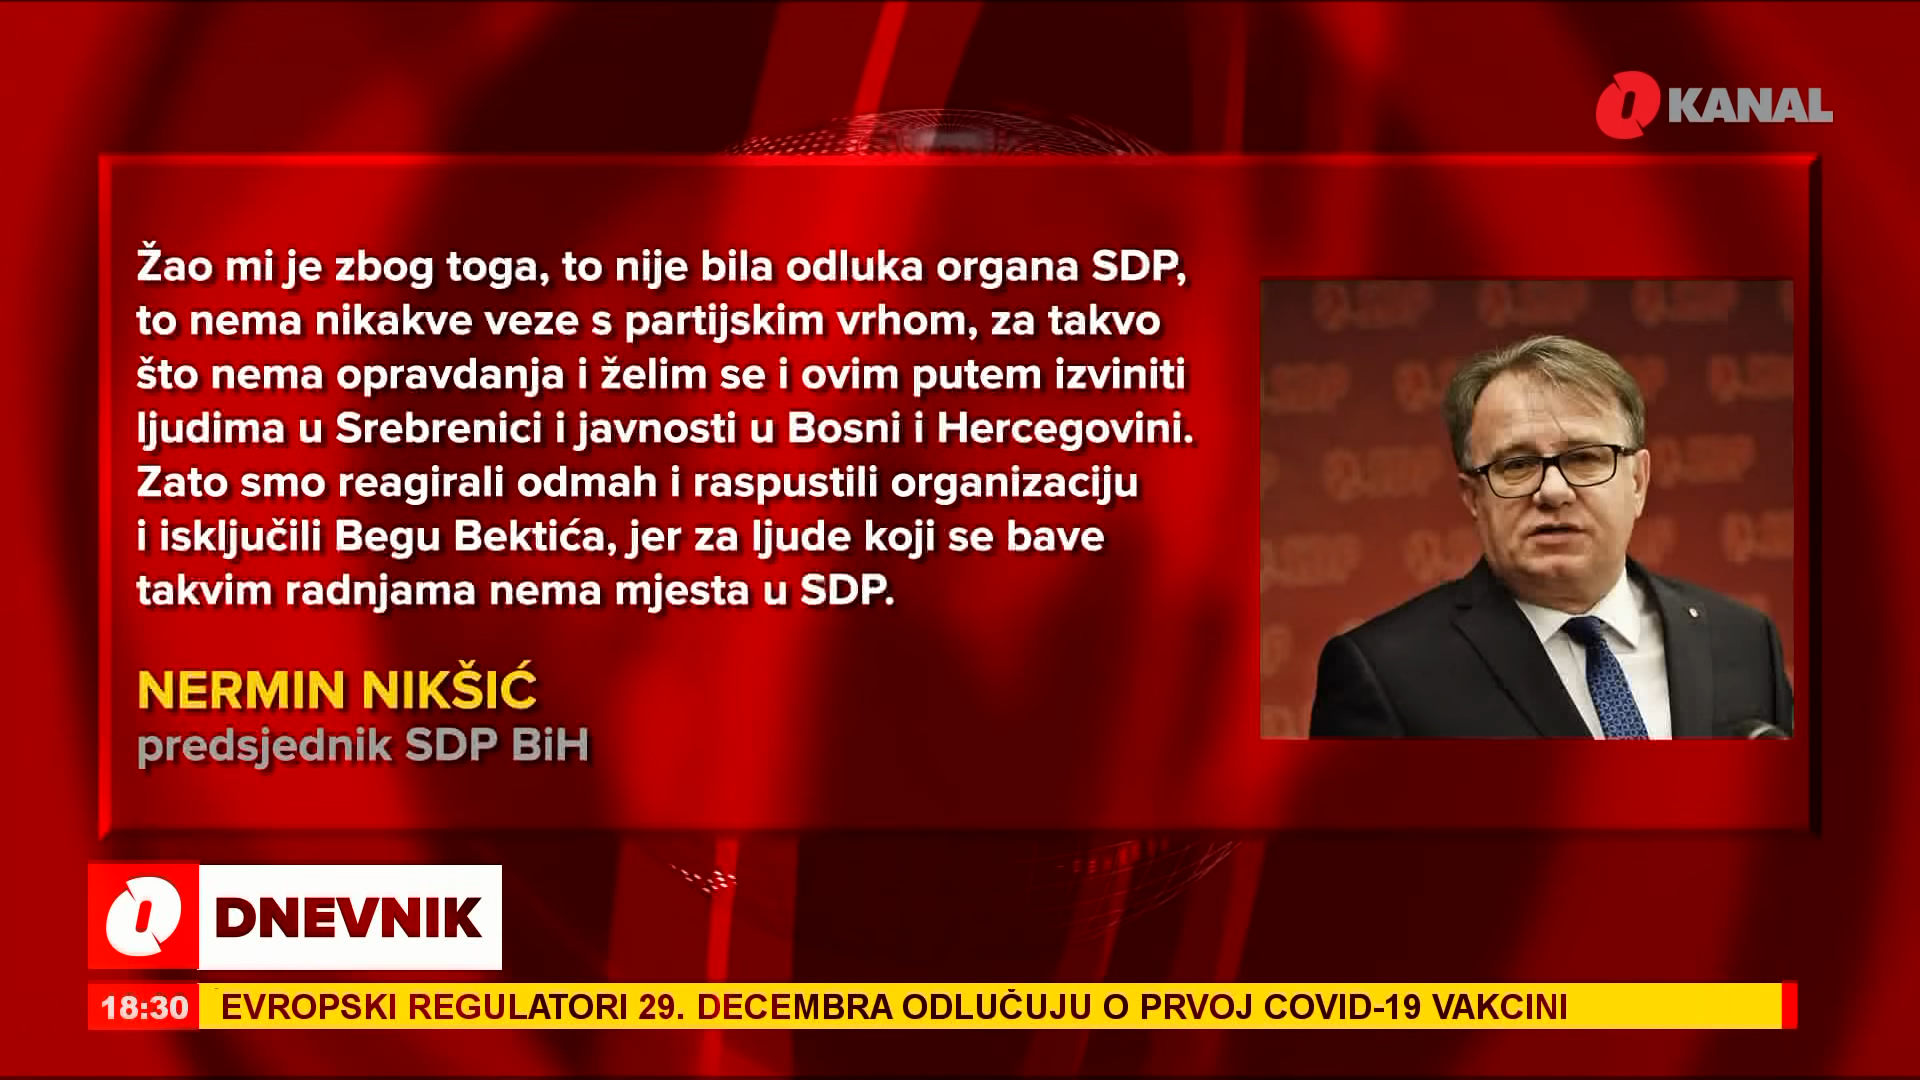 O KANAL
Žao mi je zbog toga, to nije bila odluka organa SDP,
to nema nikakve veze s partijskim vrhom, za takvo
što nema opravdanja i želim se i ovim putem izviniti
ljudima u Srebrenici i javnosti u Bosni i Hercegovini.
Zato smo reagirali odmah i raspustili organizaciju
i isključili Begu Bektića, jer za ljude koji se bave
takvim radnjama nema mjesta u SDP.
NERMIN NIKŠIĆ
predsjednik SDP BiH
O DNEVNIK
18:30 EVROPSKI REGULATORI 29. DECEMBRA ODLUČUJU O PRVOJ COVID-19 VAKCINI